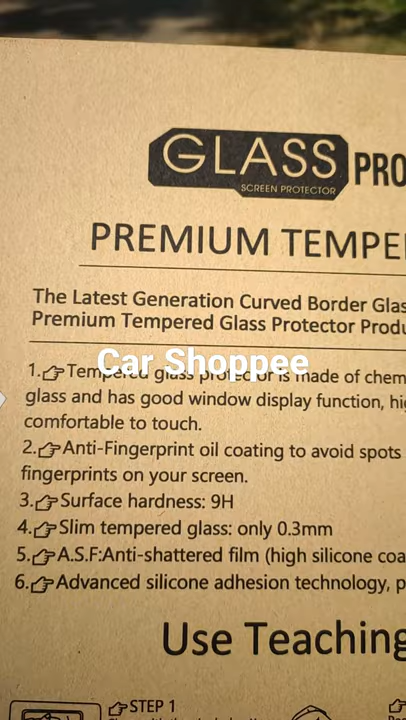 GLASS PRO
SCREEN PROTECTOR
PREMIUM TEMPE
The Latest Generation Curved Border Glas
Premium Tempered Glass Protector Produ
Car Shoppee
1. Tempered glass protector is made of chem
glass and has good window display function, hi
comfortable to touch.
2. Anti-Fingerprint oil coating to avoid spots
fingerprints on your screen.
3. Surface hardness: 9H
4. Slim tempered glass: only 0.3mm
5. A.S.F:Anti-shattered film (high silicone coa
6. Advanced silicone adhesion technology, p
Use Teaching
STEP 1